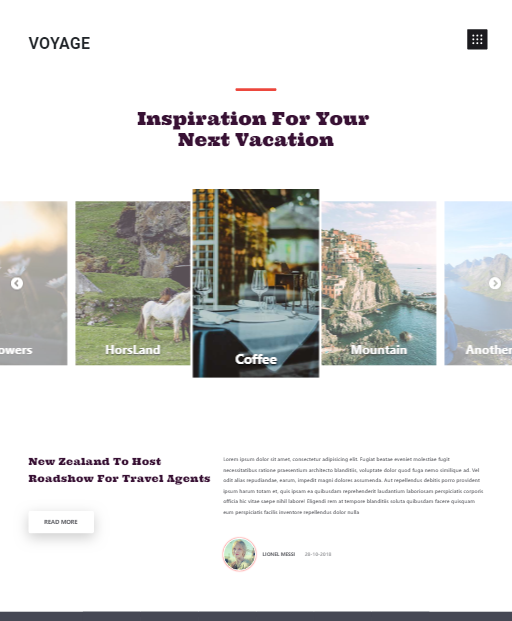 VOYAGE
Inspiration For Your
Next Vacation
owers
HorsLand
Coffee
Mountain
Another
New Zealand To Host
Roadshow For Travel Agents
READ MORE
Lorem ipsum dolor sit amet, consectetur adipisicing elit. Fugiat beatae eveniet molestiae fugit
necessitatibus ratione praesentium architecto blanditiis, voluptate dolor quod fuga nemo similique ad. Vel
odit alias repudiandae, earum, impedit magni dolores assumenda. Aut repellendus debitis porro provident
ipsum harum totam et, quis ipsam ea quibusdam reprehenderit laudantium laboriosam perspiciatis corporis
officia hic vitae saepe nihil labore! Eligendi rem at tempore blanditiis soluta quibusdam facere quisquam
eum perspiciatis facilis inventore repellendus dolor nulla.
LIONEL MESSI
28-10-2018